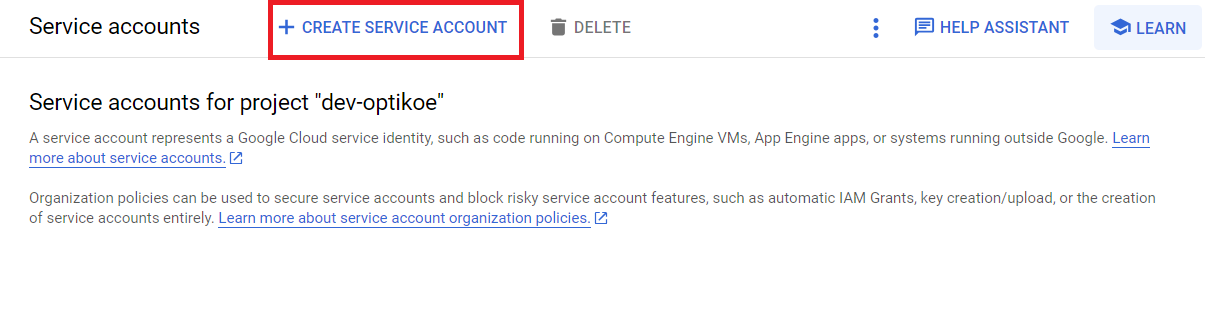 Service accounts
CREATE SERVICE ACCOUNT
DELETE
HELP ASSISTANT
LEARN
Service accounts for project "dev-optikoe"
A service account represents a Google Cloud service identity, such as code running on Compute Engine VMs, App Engine apps, or systems running outside Google. Learn
more about service accounts.
Organization policies can be used to secure service accounts and block risky service account features, such as automatic IAM Grants, key creation/upload, or the creation
of service accounts entirely. Learn more about service account organization policies.